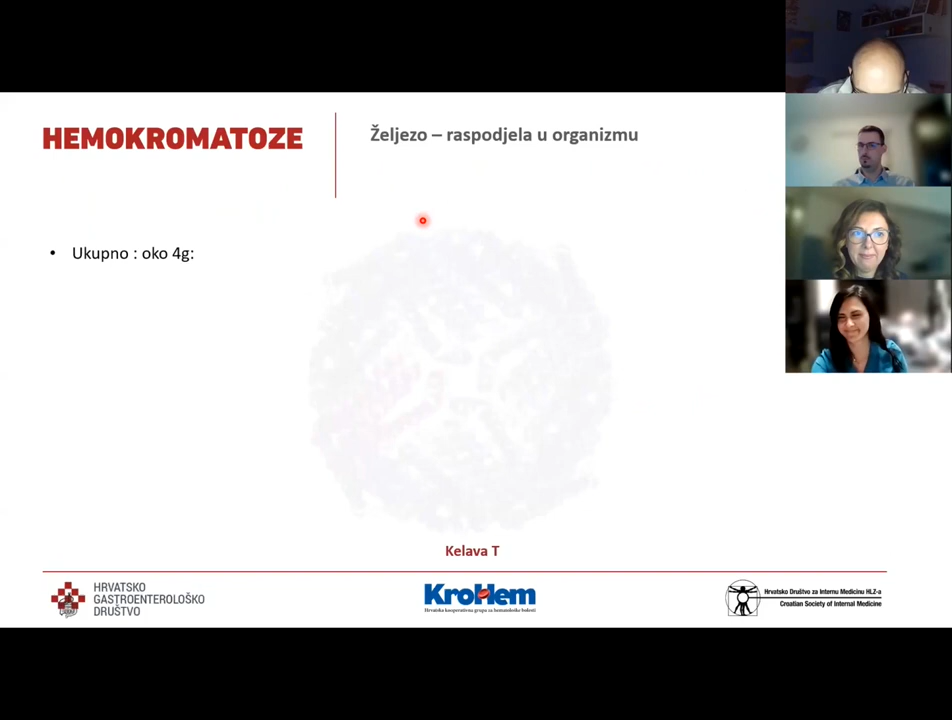 HEMOKROMATOZE
Željezo – raspodjela u organizmu
• Ukupno : oko 4g:
Kelava T
HRVATSKO
GASTROENTEROLOŠKO
DRUŠTVO
KroHem
Hrvatska kooperativna grupa za hematološke bolesti
Hrvatsko Društvo za Internu Medicinu HLZ-a
Croatian Society of Internal Medicine